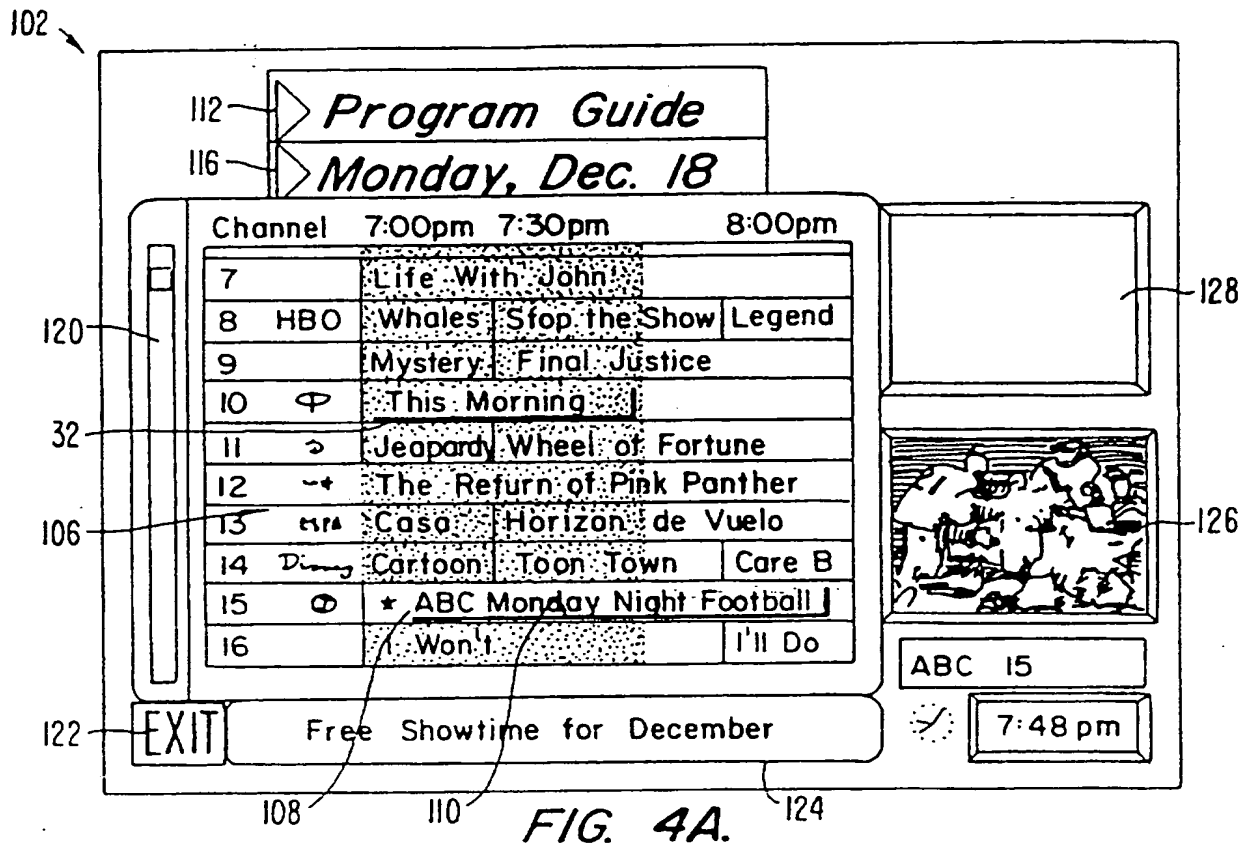 102
112 Program Guide
116 Monday, Dec. 18
Channel 7:00pm 7:30pm 8:00pm
7 Life With John
8 HBO Whales Stop the Show Legend
9 Mystery Final Justice
10 This Morning
11 Jeapardy Wheel of Fortune
12 The Return of Pink Panther
13 Casa Horizon de Vuelo
14 Cartoon Toon Town Care B
15 ★ ABC Monday Night Football
16 I Won't I'll Do
120
32
106
128
126
ABC 15
7:48 pm
122 EXIT Free Showtime for December
108 110 124
FIG. 4A.